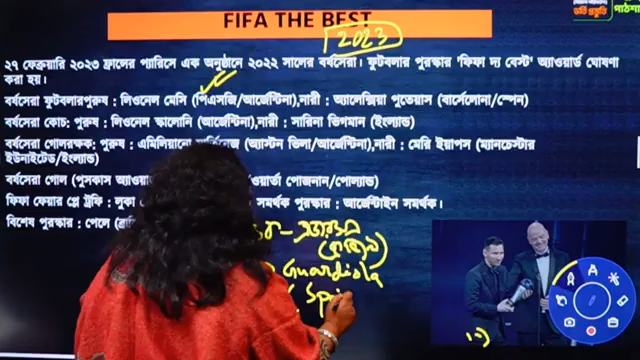 FIFA THE BEST
2023
২৭ ফেব্রুয়ারি ২০২৩ ফ্রান্সের প্যারিসে এক অনুষ্ঠানে ২০২২ সালের বর্ষসেরা। ফুটবলার পুরস্কার 'ফিফা দ্য বেস্ট' অ্যাওয়ার্ড ঘোষণা
করা হয়।
বর্ষসেরা ফুটবলারপুরুষ : লিওনেল মেসি (পিএসজি/আর্জেন্টিনা),নারী : অ্যালেক্সিয়া পুতেয়াস (বার্সেলোনা/স্পেন)
বর্ষসেরা কোচ: পুরুষ : লিওনেল স্কালোনি (আর্জেন্টিনা),নারী : সারিনা ভিগমান (ইংল্যান্ড)
বর্ষসেরা গোলরক্ষক: পুরুষ : এমিলিয়ানো (অ্যাস্টন ভিলা/আর্জেন্টিনা),নারী : মেরি ইয়াপস (ম্যানচেস্টার
ইউনাইটেড/ইংল্যান্ড)
বর্ষসেরা গোল (পুসকাস /ওয়ার্তা পোজনান/পোল্যান্ড)
ফিফা ফেয়ার প্লে ট্রফি : লুকা সমর্থক পুরস্কার : আর্জেন্টাইন সমর্থক।
বিশেষ পুরস্কার : পেলে
Guardiola